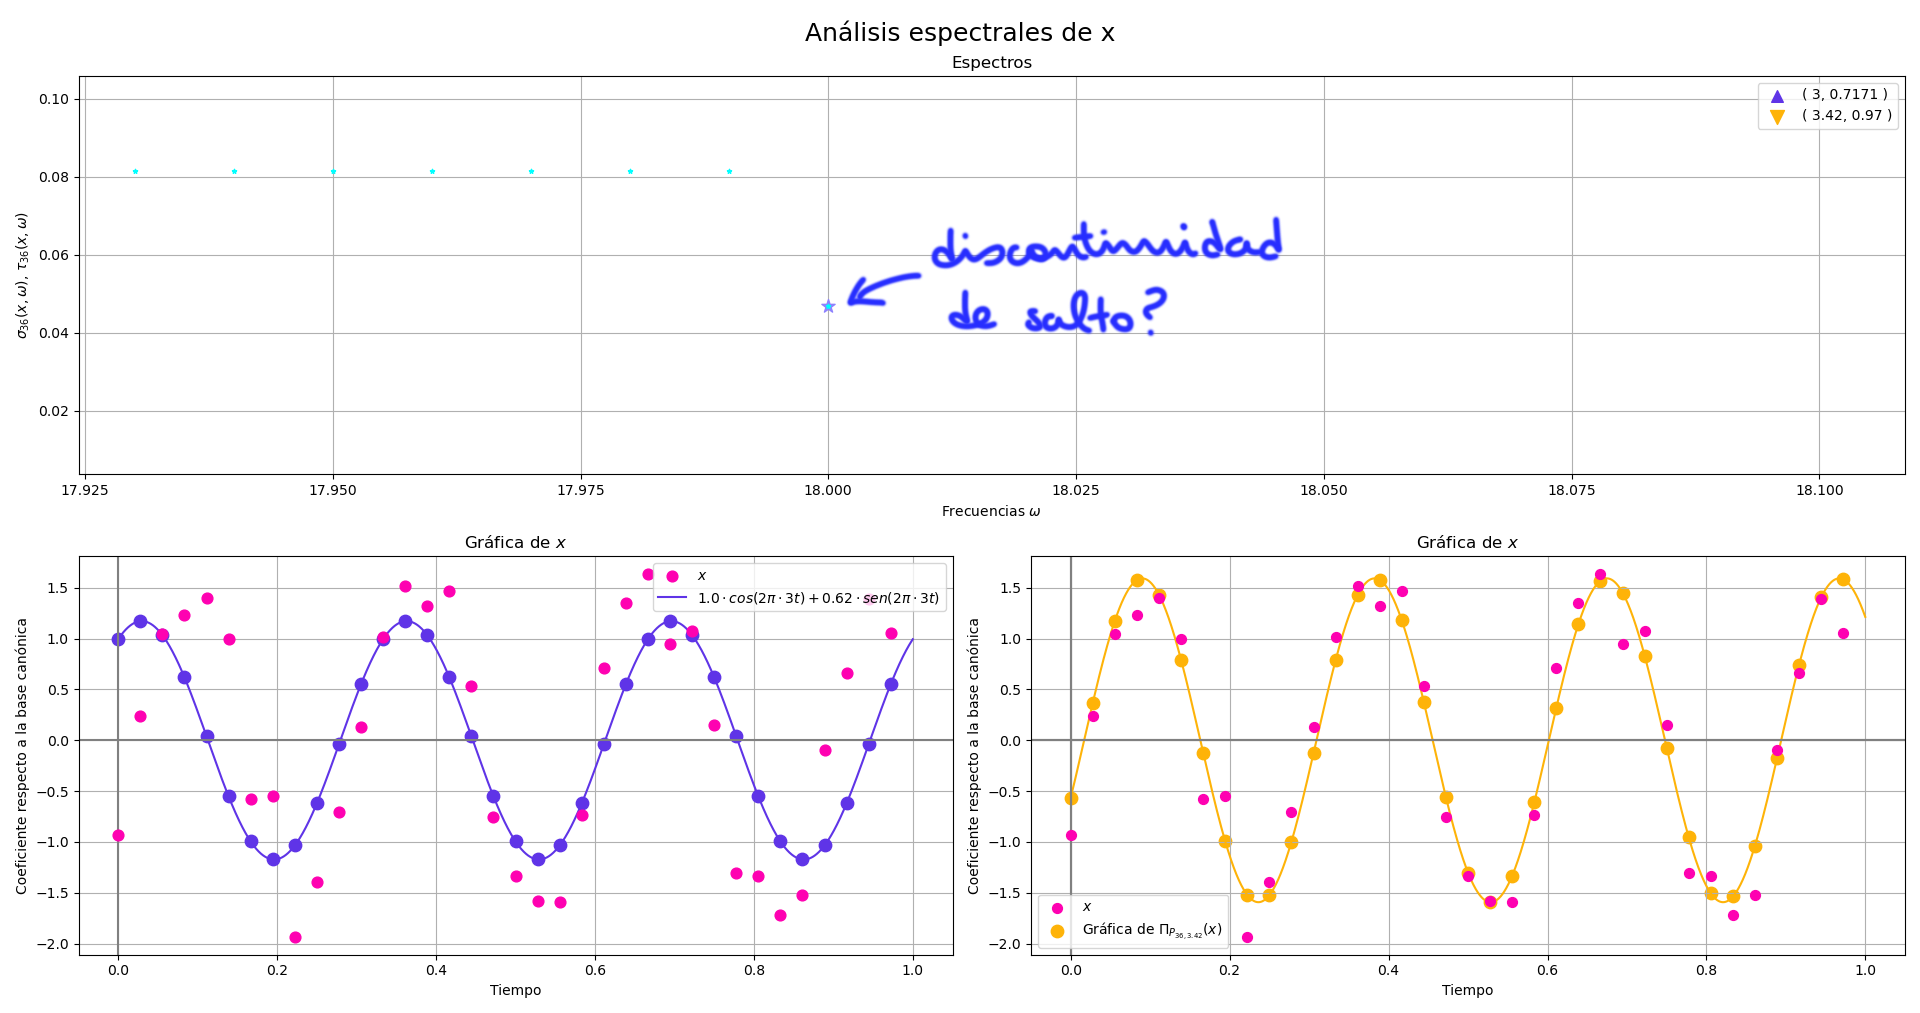 Análisis espectrales de x
Espectros
0.10
0.08
0.06
0.04
0.02
σ36(x, ω), τ36(x, ω)
( 3, 0.7171 )
( 3.42, 0.97 )
discontinuidad
de salto?
17.925 17.950 17.975 18.000 18.025 18.050 18.075 18.100
Frecuencias ω
Gráfica de x
Coeficiente respecto a la base canónica
1.5
1.0
0.5
0.0
−0.5
−1.0
−1.5
−2.0
x
1.0 · cos(2π · 3t) + 0.62 · sen(2π · 3t)
0.0 0.2 0.4 0.6 0.8 1.0
Tiempo
Gráfica de x
Coeficiente respecto a la base canónica
1.5
1.0
0.5
0.0
−0.5
−1.0
−1.5
−2.0
x
Gráfica de ΠP36,3.42(x)
0.0 0.2 0.4 0.6 0.8 1.0
Tiempo